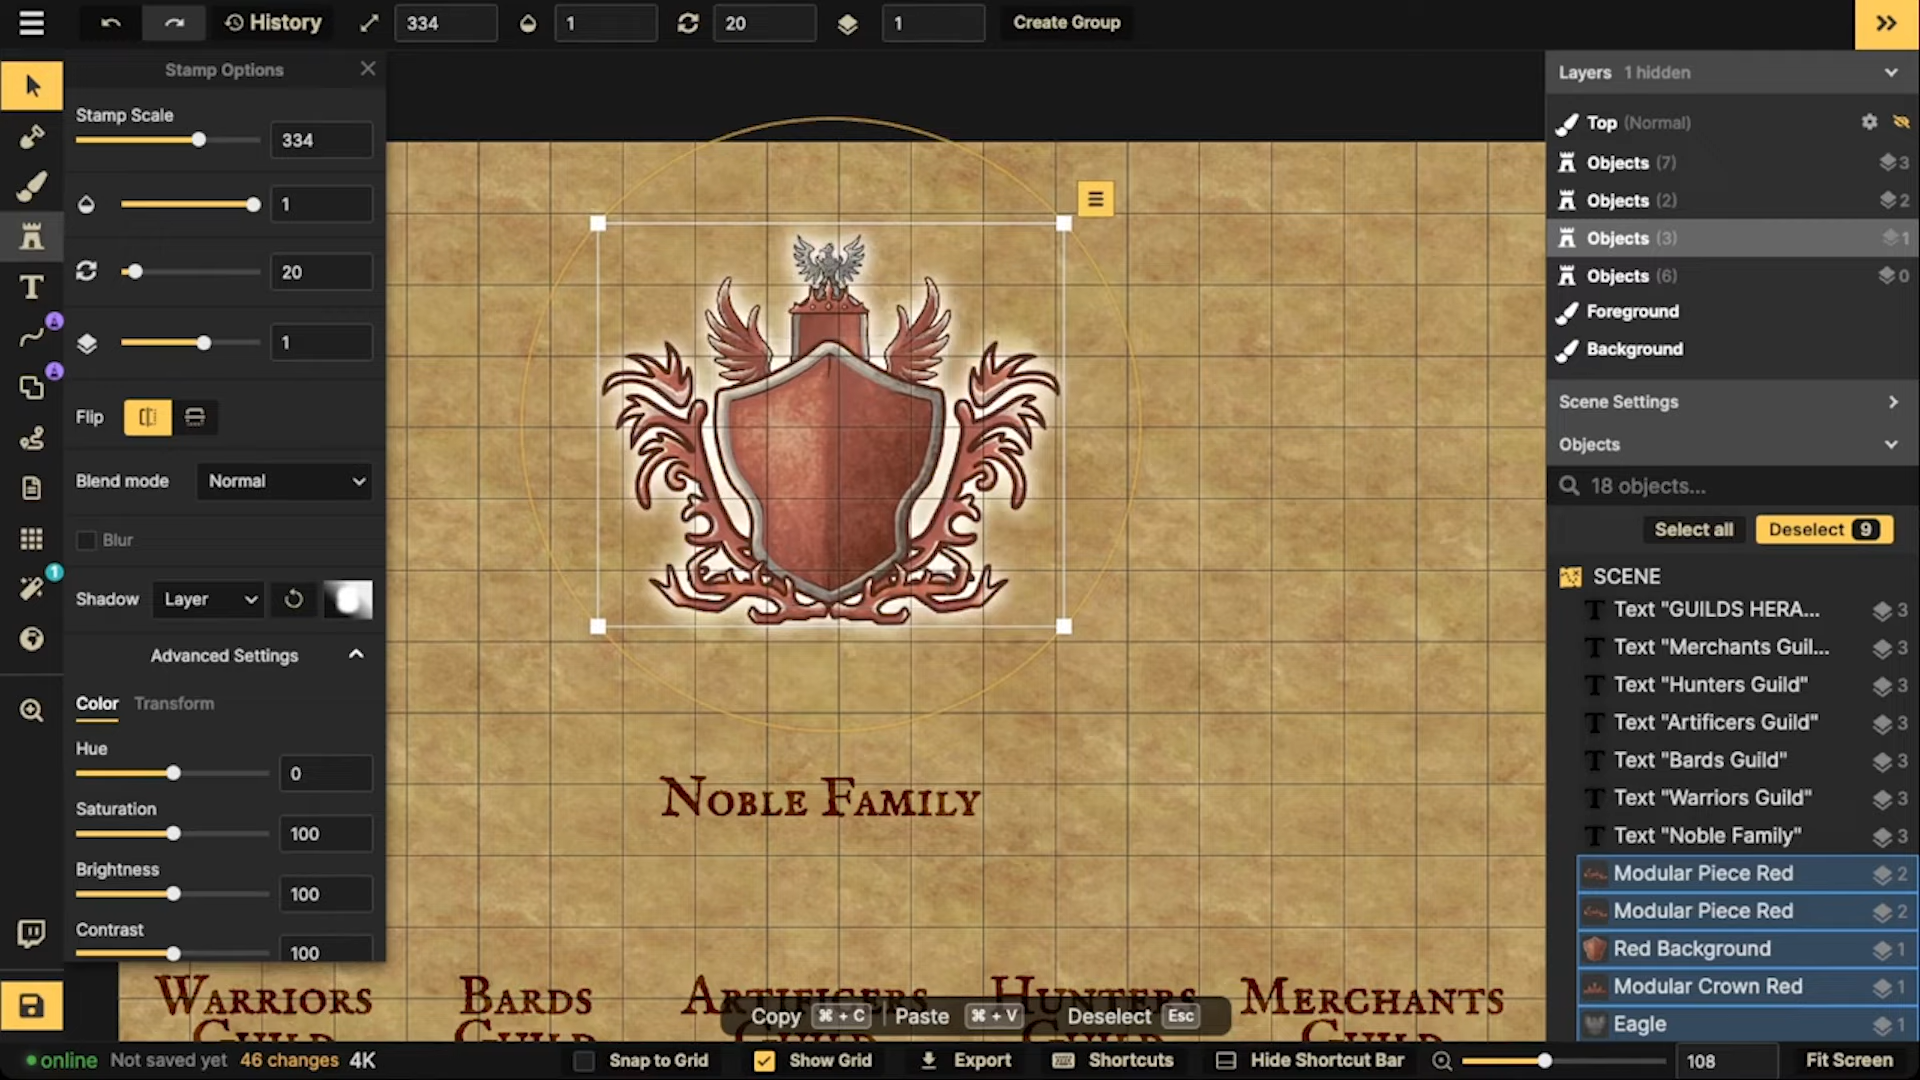 History
334
1
20
1
Create Group
Stamp Options
Stamp Scale
334
1
20
1
Flip
Blend mode
Normal
Blur
1
Shadow
Layer
Advanced Settings
Color
Transform
Hue
0
Saturation
100
Brightness
100
Contrast
100
Noble Family
Warriors Guild
Bards Guild
Artificers
Hunters
Merchants Guild
Copy ⌘ + C
Paste ⌘ + V
Deselect Esc
Layers 1 hidden
Top (Normal)
Objects (7) 3
Objects (2) 2
Objects (3) 1
Objects (6) 0
Foreground
Background
Scene Settings
Objects
18 objects...
Select all
Deselect 9
SCENE
Text "GUILDS HERA... 3
Text "Merchants Guil... 3
Text "Hunters Guild" 3
Text "Artificers Guild" 3
Text "Bards Guild" 3
Text "Warriors Guild" 3
Text "Noble Family" 3
Modular Piece Red 2
Modular Piece Red 2
Red Background 1
Modular Crown Red 1
Eagle 1
online Not saved yet 46 changes 4K
Snap to Grid
Show Grid
Export
Shortcuts
Hide Shortcut Bar
108
Fit Screen